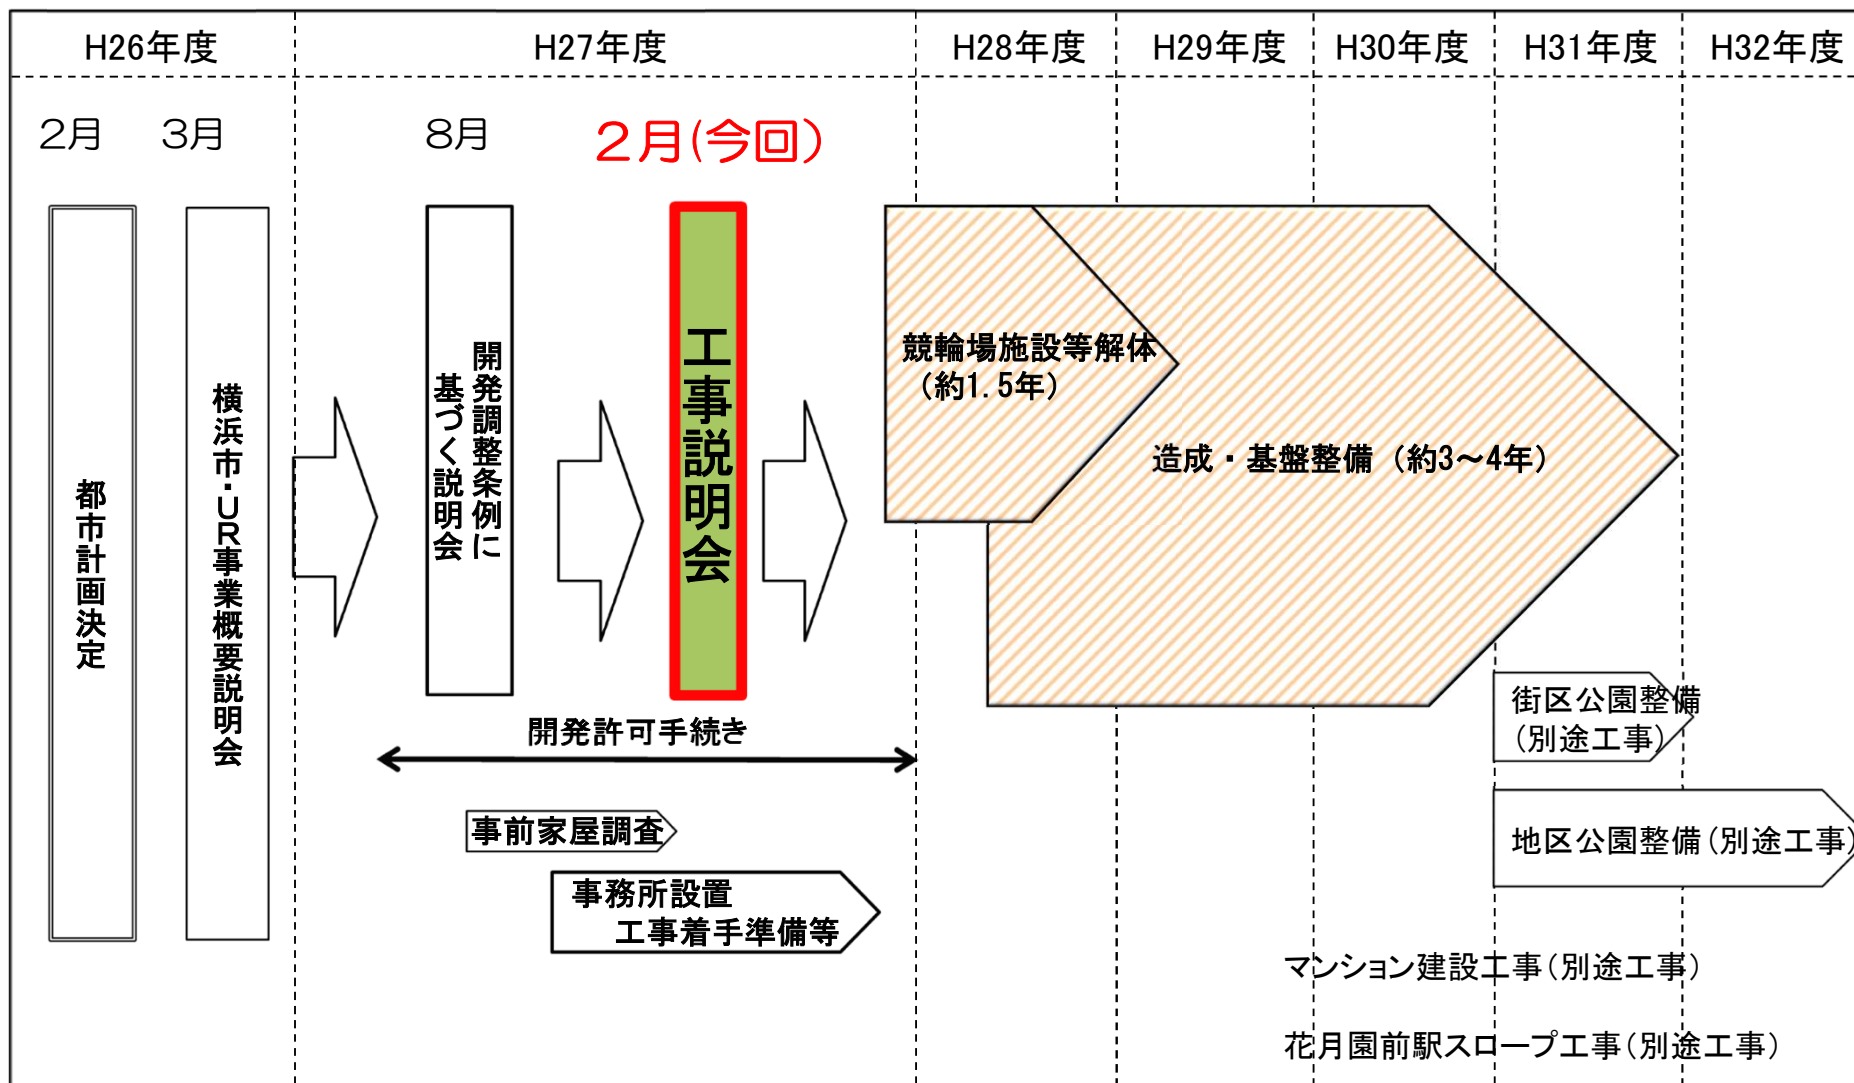 H26年度
H27年度
H28年度
H29年度
H30年度
H31年度
H32年度
2月
3月
8月
2月(今回)
都市計画決定
横浜市・UR事業概要説明会
開発調整条例に
基づく説明会
工事説明会
競輪場施設等解体
(約1.5年)
造成・基盤整備 (約3~4年)
開発許可手続き
事前家屋調査
事務所設置
工事着手準備等
街区公園整備
(別途工事)
地区公園整備(別途工事)
マンション建設工事(別途工事)
花月園前駅スロープ工事(別途工事)